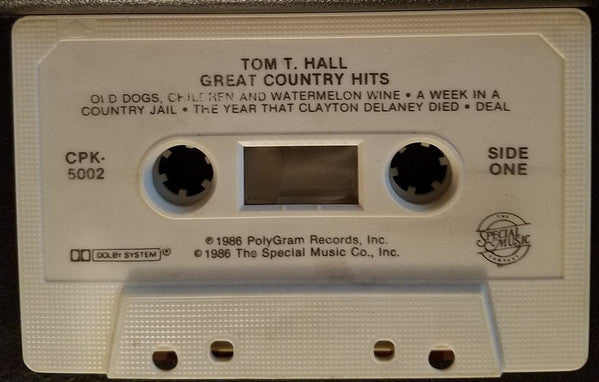 TOM T. HALL
GREAT COUNTRY HITS
OLD DOGS, CHILDREN AND WATERMELON WINE • A WEEK IN A
COUNTRY JAIL • THE YEAR THAT CLAYTON DELANEY DIED • DEAL
CPK-
5002
SIDE
ONE
℗ 1986 PolyGram Records, Inc.
© 1986 The Special Music Co., Inc.
DOLBY SYSTEM ®
THE
SPECIAL
MUSIC
COMPANY